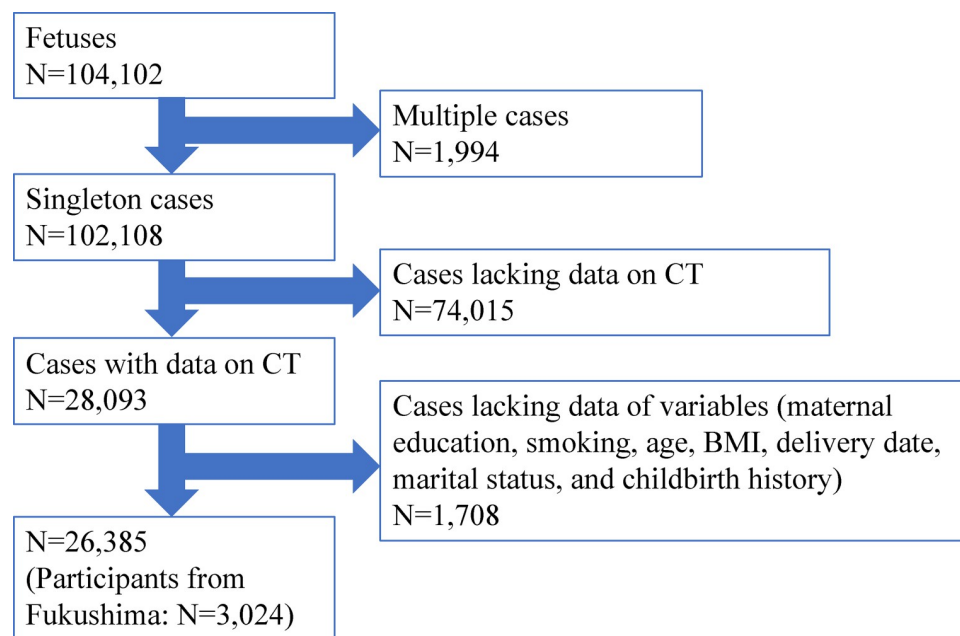 Fetuses
N=104,102
Multiple cases
N=1,994
Singleton cases
N=102,108
Cases lacking data on CT
N=74,015
Cases with data on CT
N=28,093
Cases lacking data of variables (maternal
education, smoking, age, BMI, delivery date,
marital status, and childbirth history)
N=1,708
N=26,385
(Participants from
Fukushima: N=3,024)